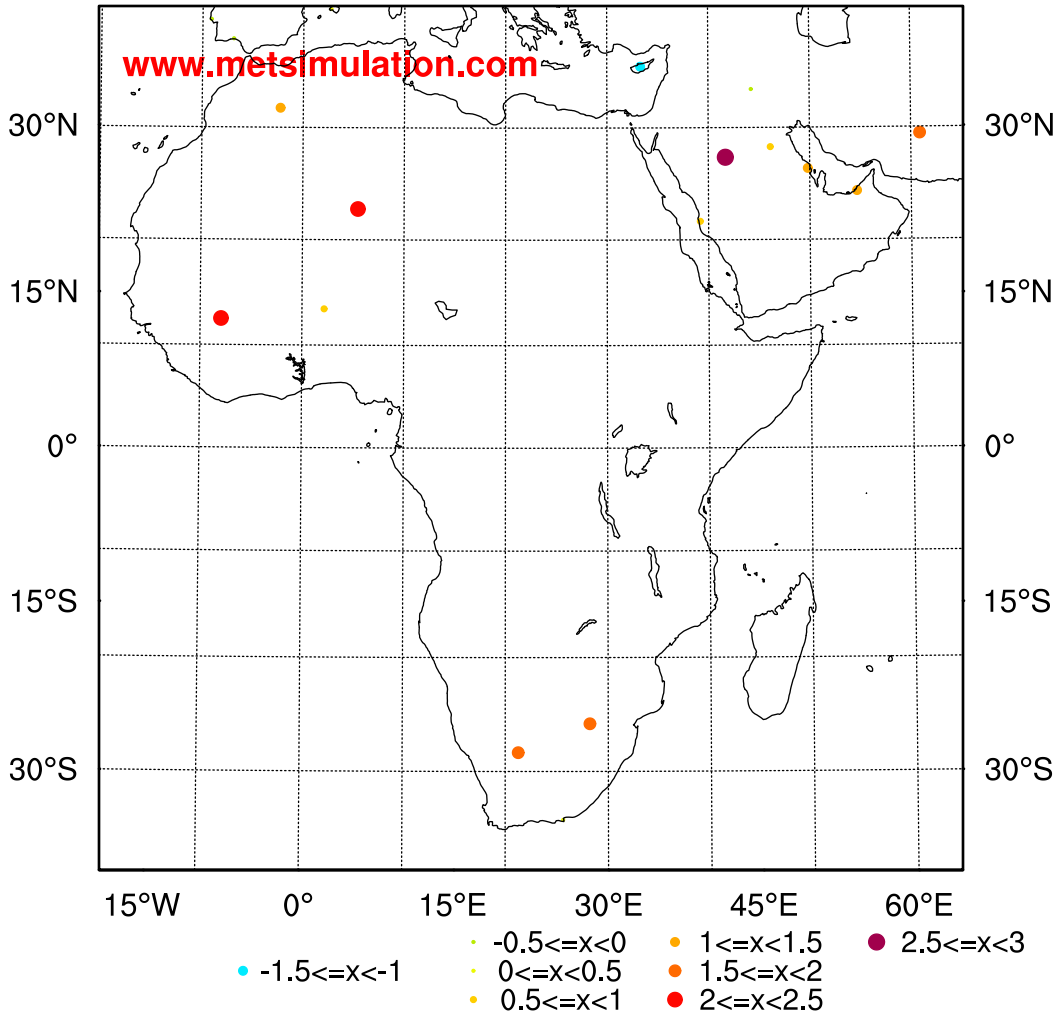 www.metsimulation.com
30°N 30°N
15°N 15°N
0° 0°
15°S 15°S
30°S 30°S
15°W 0° 15°E 30°E 45°E 60°E
-0.5<=x<0 1<=x<1.5 2.5<=x<3
-1.5<=x<-1 0<=x<0.5 1.5<=x<2
0.5<=x<1 2<=x<2.5